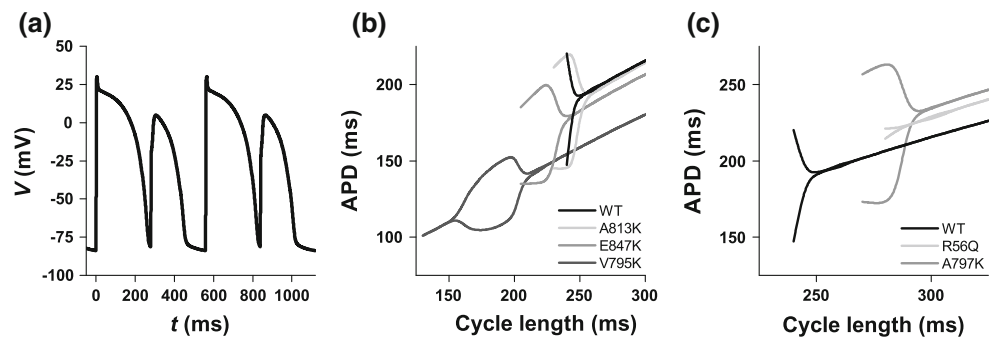 (a)
50
25
0
-25
-50
-75
-100
V (mV)
0 200 400 600 800 1000
t (ms)
(b)
200
150
100
APD (ms)
WT
A813K
E847K
V795K
150 200 250 300
Cycle length (ms)
(c)
250
200
150
APD (ms)
WT
R56Q
A797K
250 300
Cycle length (ms)